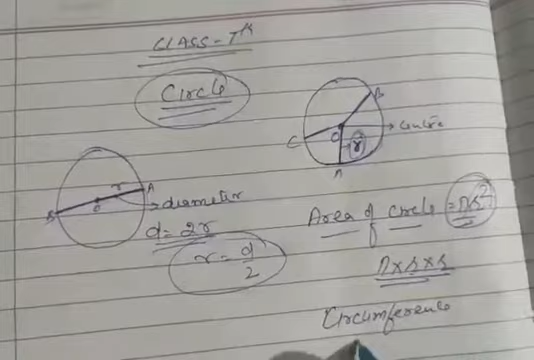 CLASS-7th
Circle
B
C
O
r
centre
A
r
A
O
B
diameter
d = 2r
r = d/2
Area of circle = πr²
π×r×r
Circumference